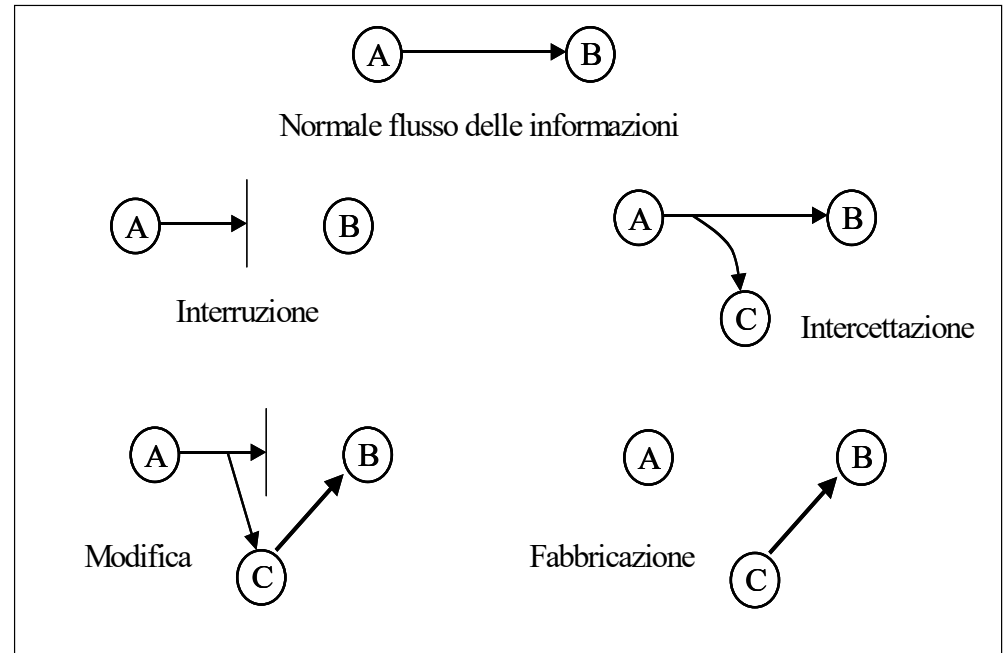 A B
Normale flusso delle informazioni
A B
Interruzione
A B
C
Intercettazione
A B
C
Modifica
A B
C
Fabbricazione